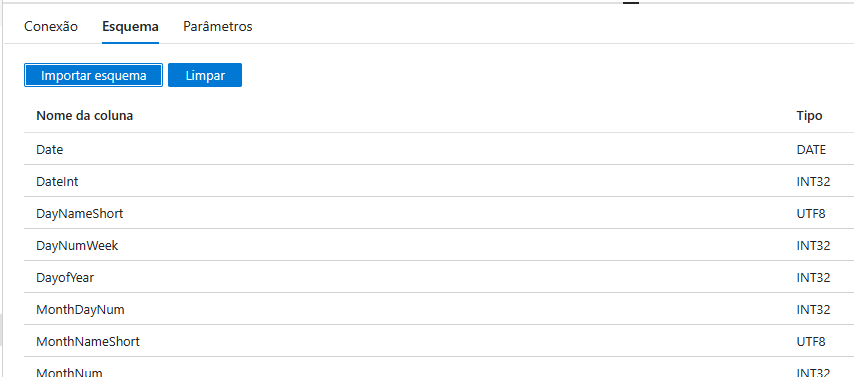 Conexão Esquema Parâmetros
Importar esquema Limpar
Nome da coluna Tipo
Date DATE
DateInt INT32
DayNameShort UTF8
DayNumWeek INT32
DayofYear INT32
MonthDayNum INT32
MonthNameShort UTF8
MonthNum INT32